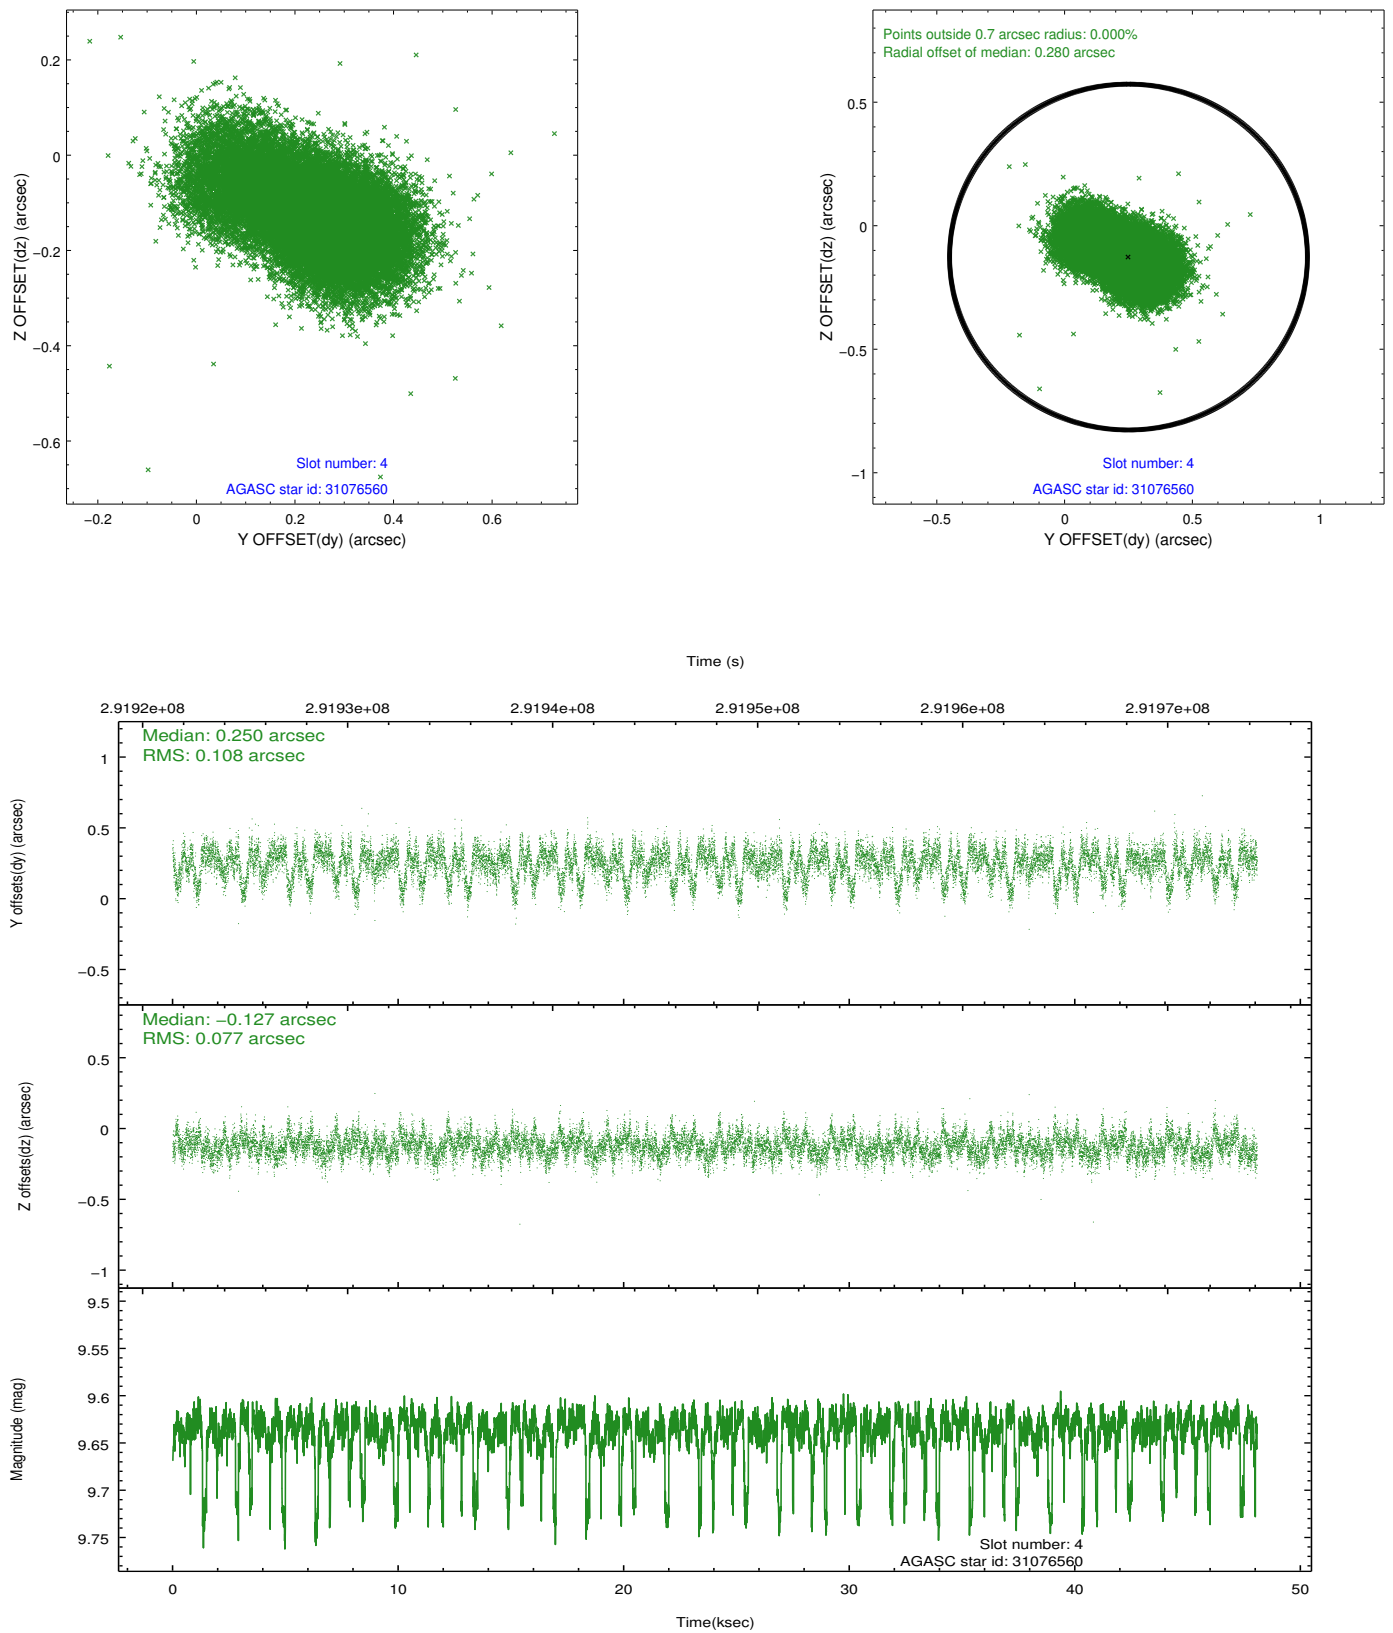 0.2
0
−0.2
−0.4
−0.6
Z OFFSET(dz) (arcsec)
Slot number: 4
AGASC star id: 31076560
−0.2 0 0.2 0.4 0.6
Y OFFSET(dy) (arcsec)
Points outside 0.7 arcsec radius: 0.000%
Radial offset of median: 0.280 arcsec
0.5
0
−0.5
−1
Z OFFSET(dz) (arcsec)
Slot number: 4
AGASC star id: 31076560
−0.5 0 0.5 1
Y OFFSET(dy) (arcsec)
Time (s)
2.9192e+08 2.9193e+08 2.9194e+08 2.9195e+08 2.9196e+08 2.9197e+08
Median: 0.250 arcsec
RMS: 0.108 arcsec
1
0.5
0
−0.5
Y offsets(dy) (arcsec)
Median: −0.127 arcsec
RMS: 0.077 arcsec
0.5
0
−0.5
−1
Z offsets(dz) (arcsec)
9.5
9.55
9.6
9.65
9.7
9.75
Magnitude (mag)
Slot number: 4
AGASC star id: 31076560
0 10 20 30 40 50
Time(ksec)